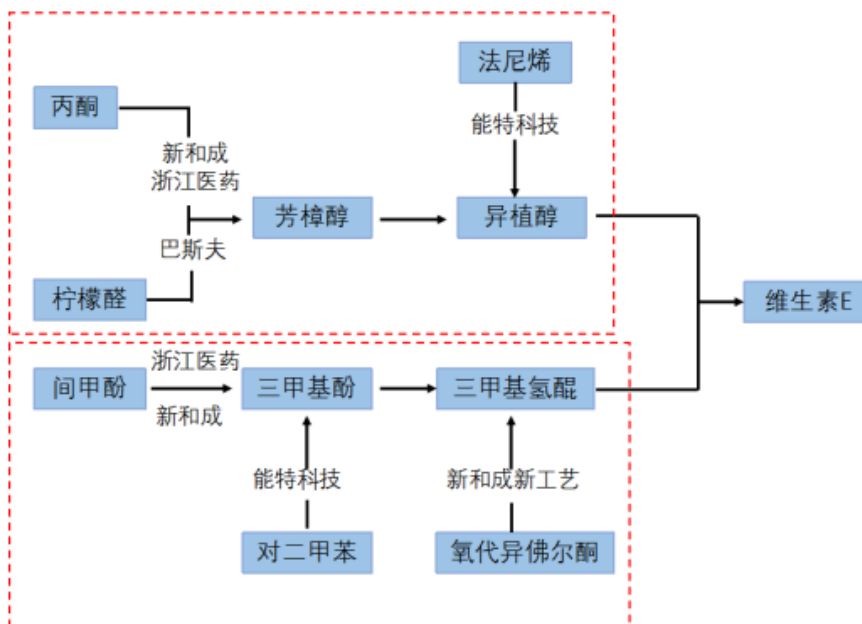 法尼烯
丙酮
能特科技
新和成
浙江医药
芳樟醇
异植醇
巴斯夫
柠檬醛
维生素E
浙江医药
间甲酚
三甲基酚
三甲基氢醌
新和成
能特科技
新和成新工艺
对二甲苯
氧代异佛尔酮